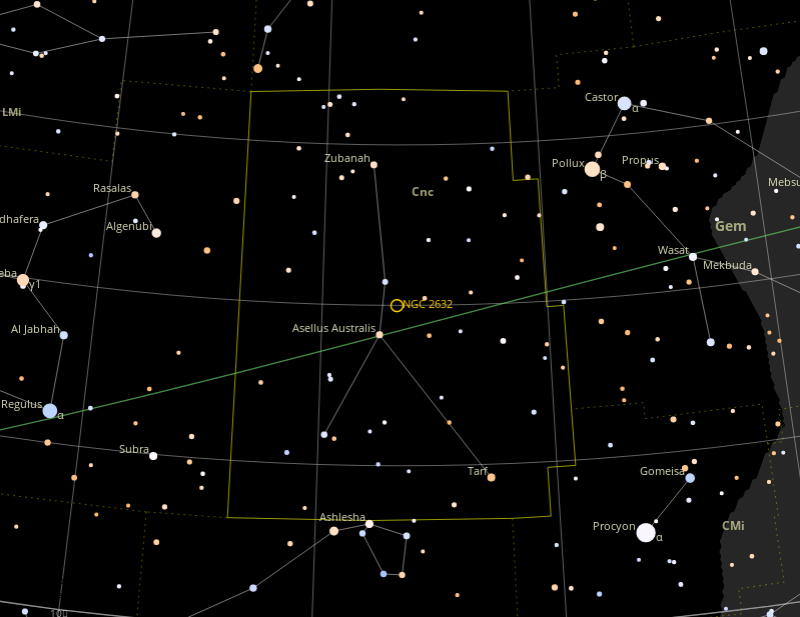 Castor
α
LMi
Zubanah
Pollux
β
Propus
Rasalas
Cnc
Mebsu
dhafera
Algenubi
Gem
Wasat
Mekbuda
eba
γ1
NGC 2632
Al Jabhah
Asellus Australis
Regulus
α
Subra
Tarf
Gomeisa
Ashlesha
Procyon
α
CMi